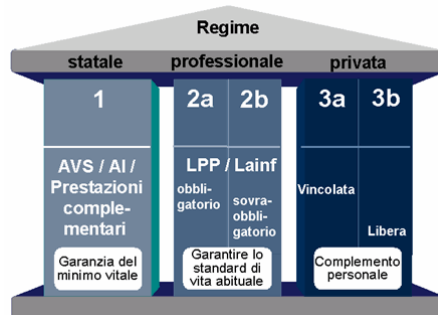 Regime
statale professionale privata
1 2a 2b 3a 3b
AVS / AI /
Prestazioni
comple-
mentari
Garanzia del
minimo vitale
LPP / Lainf
obbli-
gatorio
sovra-
obbli-
gatorio
Garantire lo
standard di
vita abituale
Vincolata
Libera
Complemento
personale